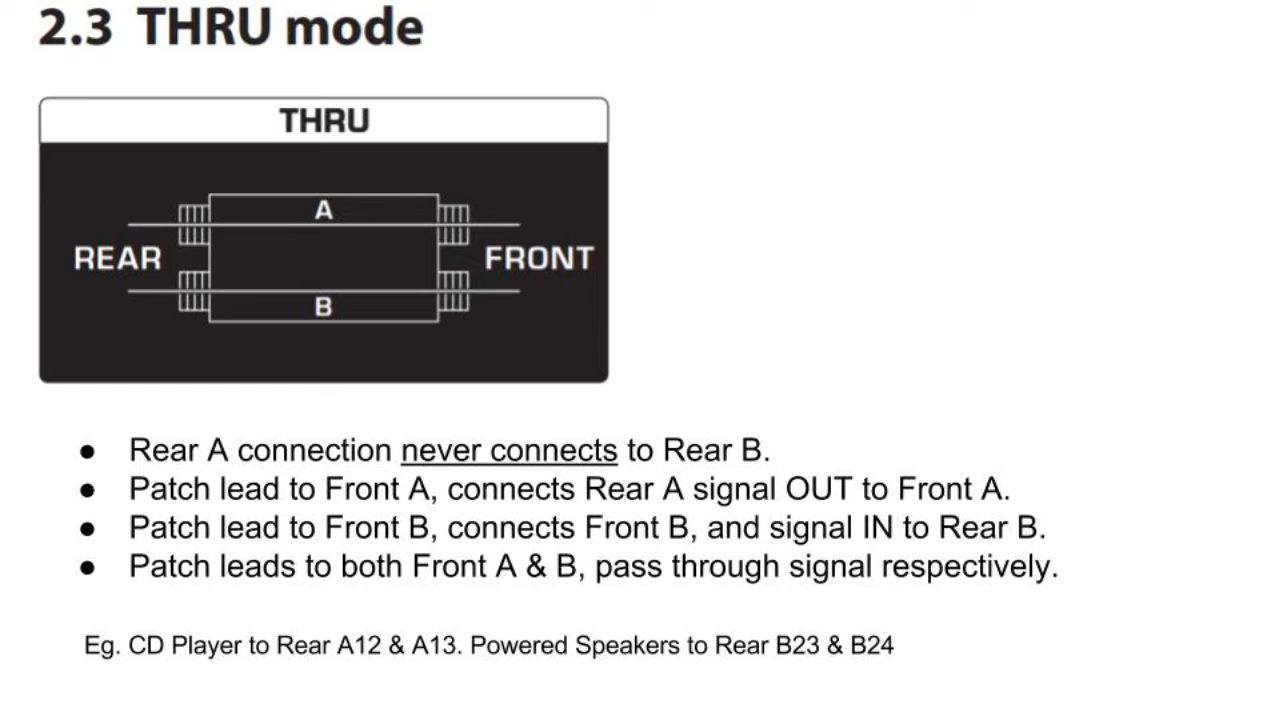 2.3 THRU mode
THRU
A
REAR
FRONT
B
● Rear A connection never connects to Rear B.
● Patch lead to Front A, connects Rear A signal OUT to Front A.
● Patch lead to Front B, connects Front B, and signal IN to Rear B.
● Patch leads to both Front A & B, pass through signal respectively.
Eg. CD Player to Rear A12 & A13. Powered Speakers to Rear B23 & B24